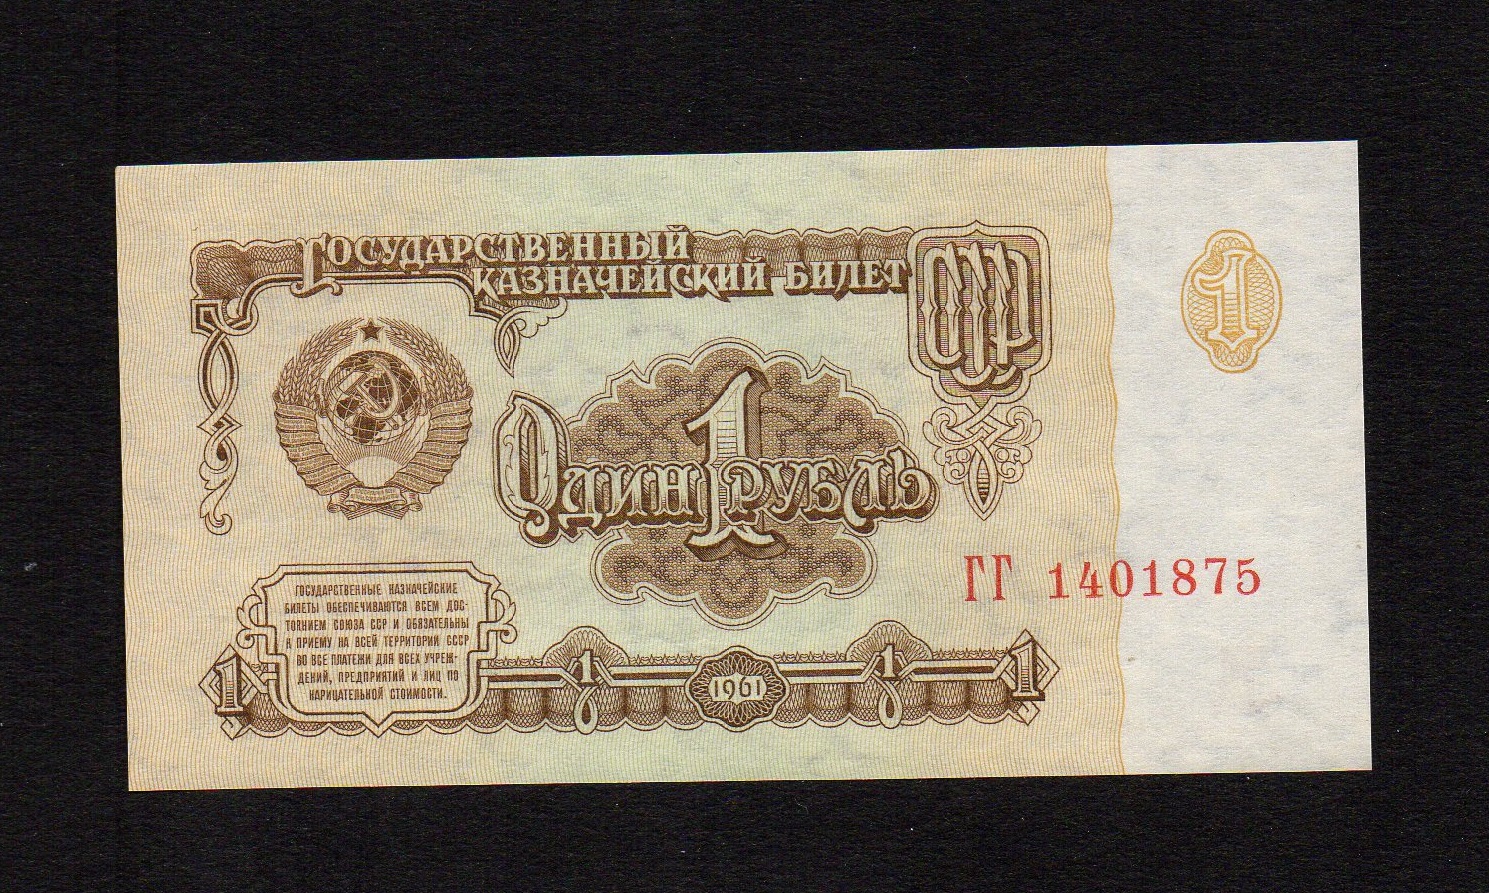 ГОСУДАРСТВЕННЫЙ
КАЗНАЧЕЙСКИЙ БИЛЕТ
СССР
1
1
ОДИН РУБЛЬ
ГГ 1401875
ГОСУДАРСТВЕННЫЕ КАЗНАЧЕЙСКИЕ
БИЛЕТЫ ОБЕСПЕЧИВАЮТСЯ ВСЕМ ДОС-
ТОЯНИЕМ СОЮЗА ССР И ОБЯЗАТЕЛЬНЫ
К ПРИЕМУ НА ВСЕЙ ТЕРРИТОРИИ СССР
ВО ВСЕ ПЛАТЕЖИ ДЛЯ ВСЕХ УЧРЕЖ-
ДЕНИЙ, ПРЕДПРИЯТИЙ И ЛИЦ ПО
НАРИЦАТЕЛЬНОЙ СТОИМОСТИ.
1 1 1961 1 1